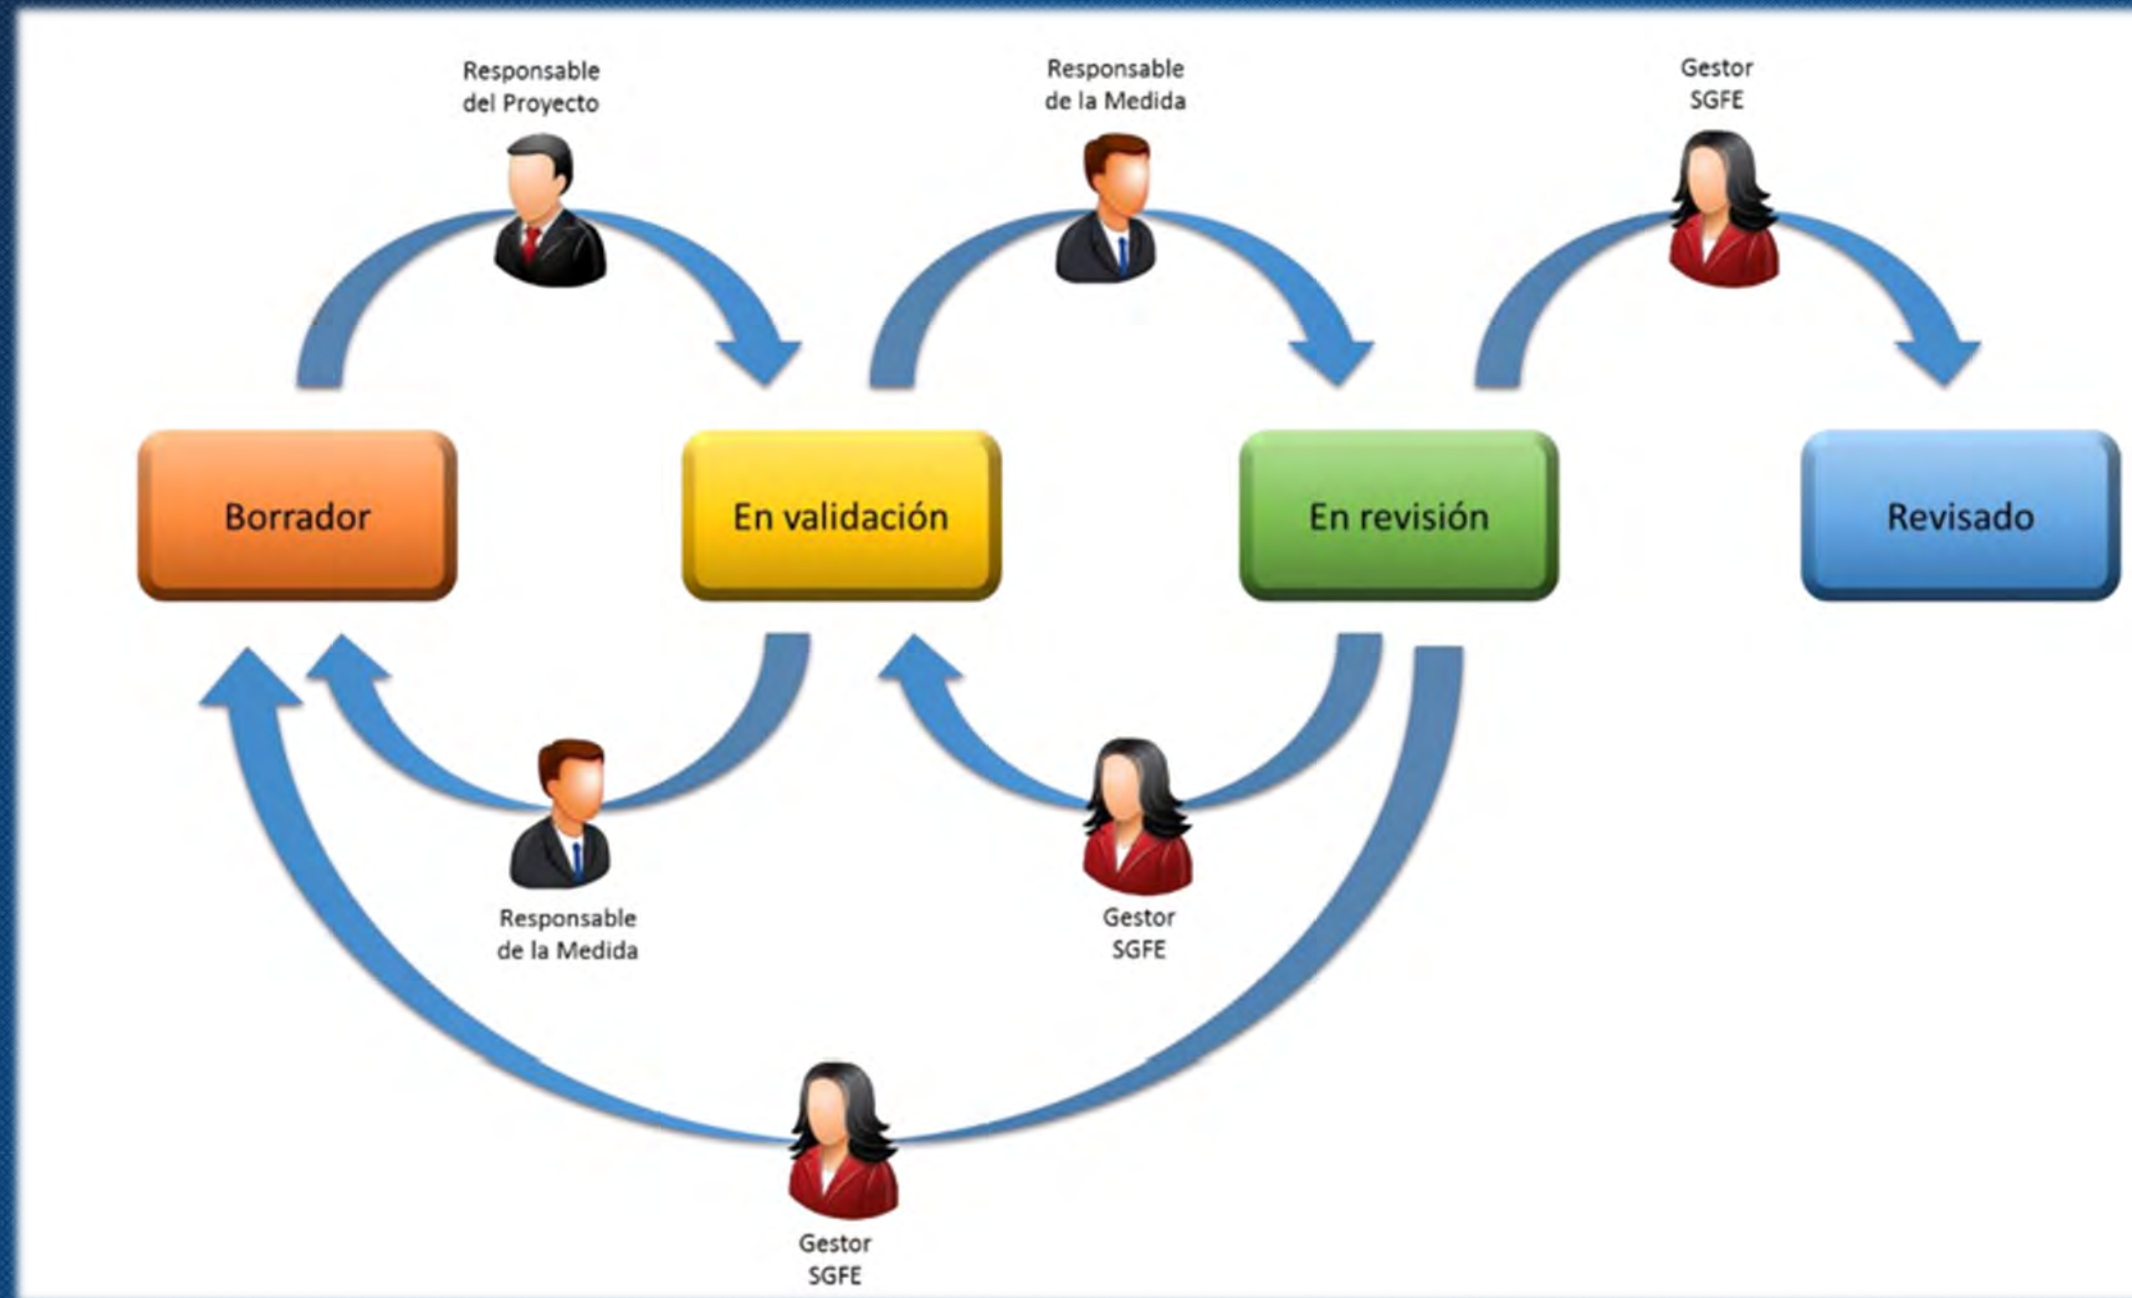 Responsable
del Proyecto
Responsable
de la Medida
Gestor
SGFE
Borrador
En validación
En revisión
Revisado
Responsable
de la Medida
Gestor
SGFE
Gestor
SGFE